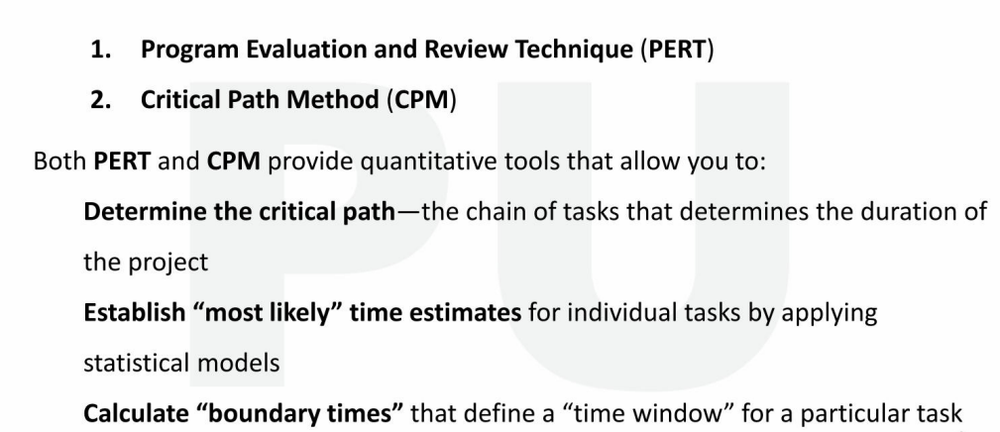 1. Program Evaluation and Review Technique (PERT)
2. Critical Path Method (CPM)
Both PERT and CPM provide quantitative tools that allow you to:
Determine the critical path—the chain of tasks that determines the duration of
the project
Establish “most likely” time estimates for individual tasks by applying
statistical models
Calculate “boundary times” that define a “time window” for a particular task
PU